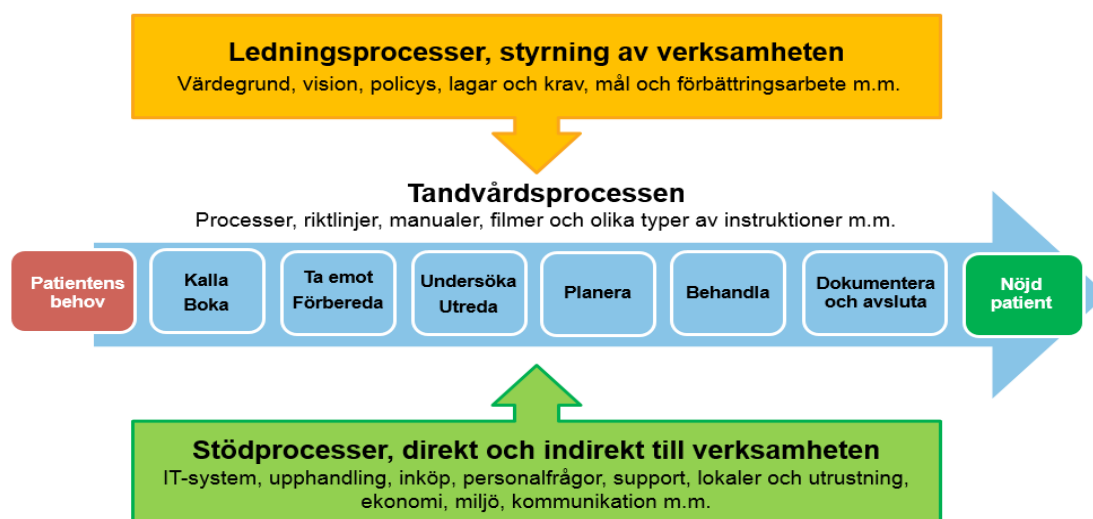 Ledningsprocesser, styrning av verksamheten
Värdegrund, vision, policys, lagar och krav, mål och förbättringsarbete m.m.
Tandvårdsprocessen
Processer, riktlinjer, manualer, filmer och olika typer av instruktioner m.m.
Patientens
behov
Kalla
Boka
Ta emot
Förbereda
Undersöka
Utreda
Planera
Behandla
Dokumentera
och avsluta
Nöjd
patient
Stödprocesser, direkt och indirekt till verksamheten
IT-system, upphandling, inköp, personalfrågor, support, lokaler och utrustning,
ekonomi, miljö, kommunikation m.m.